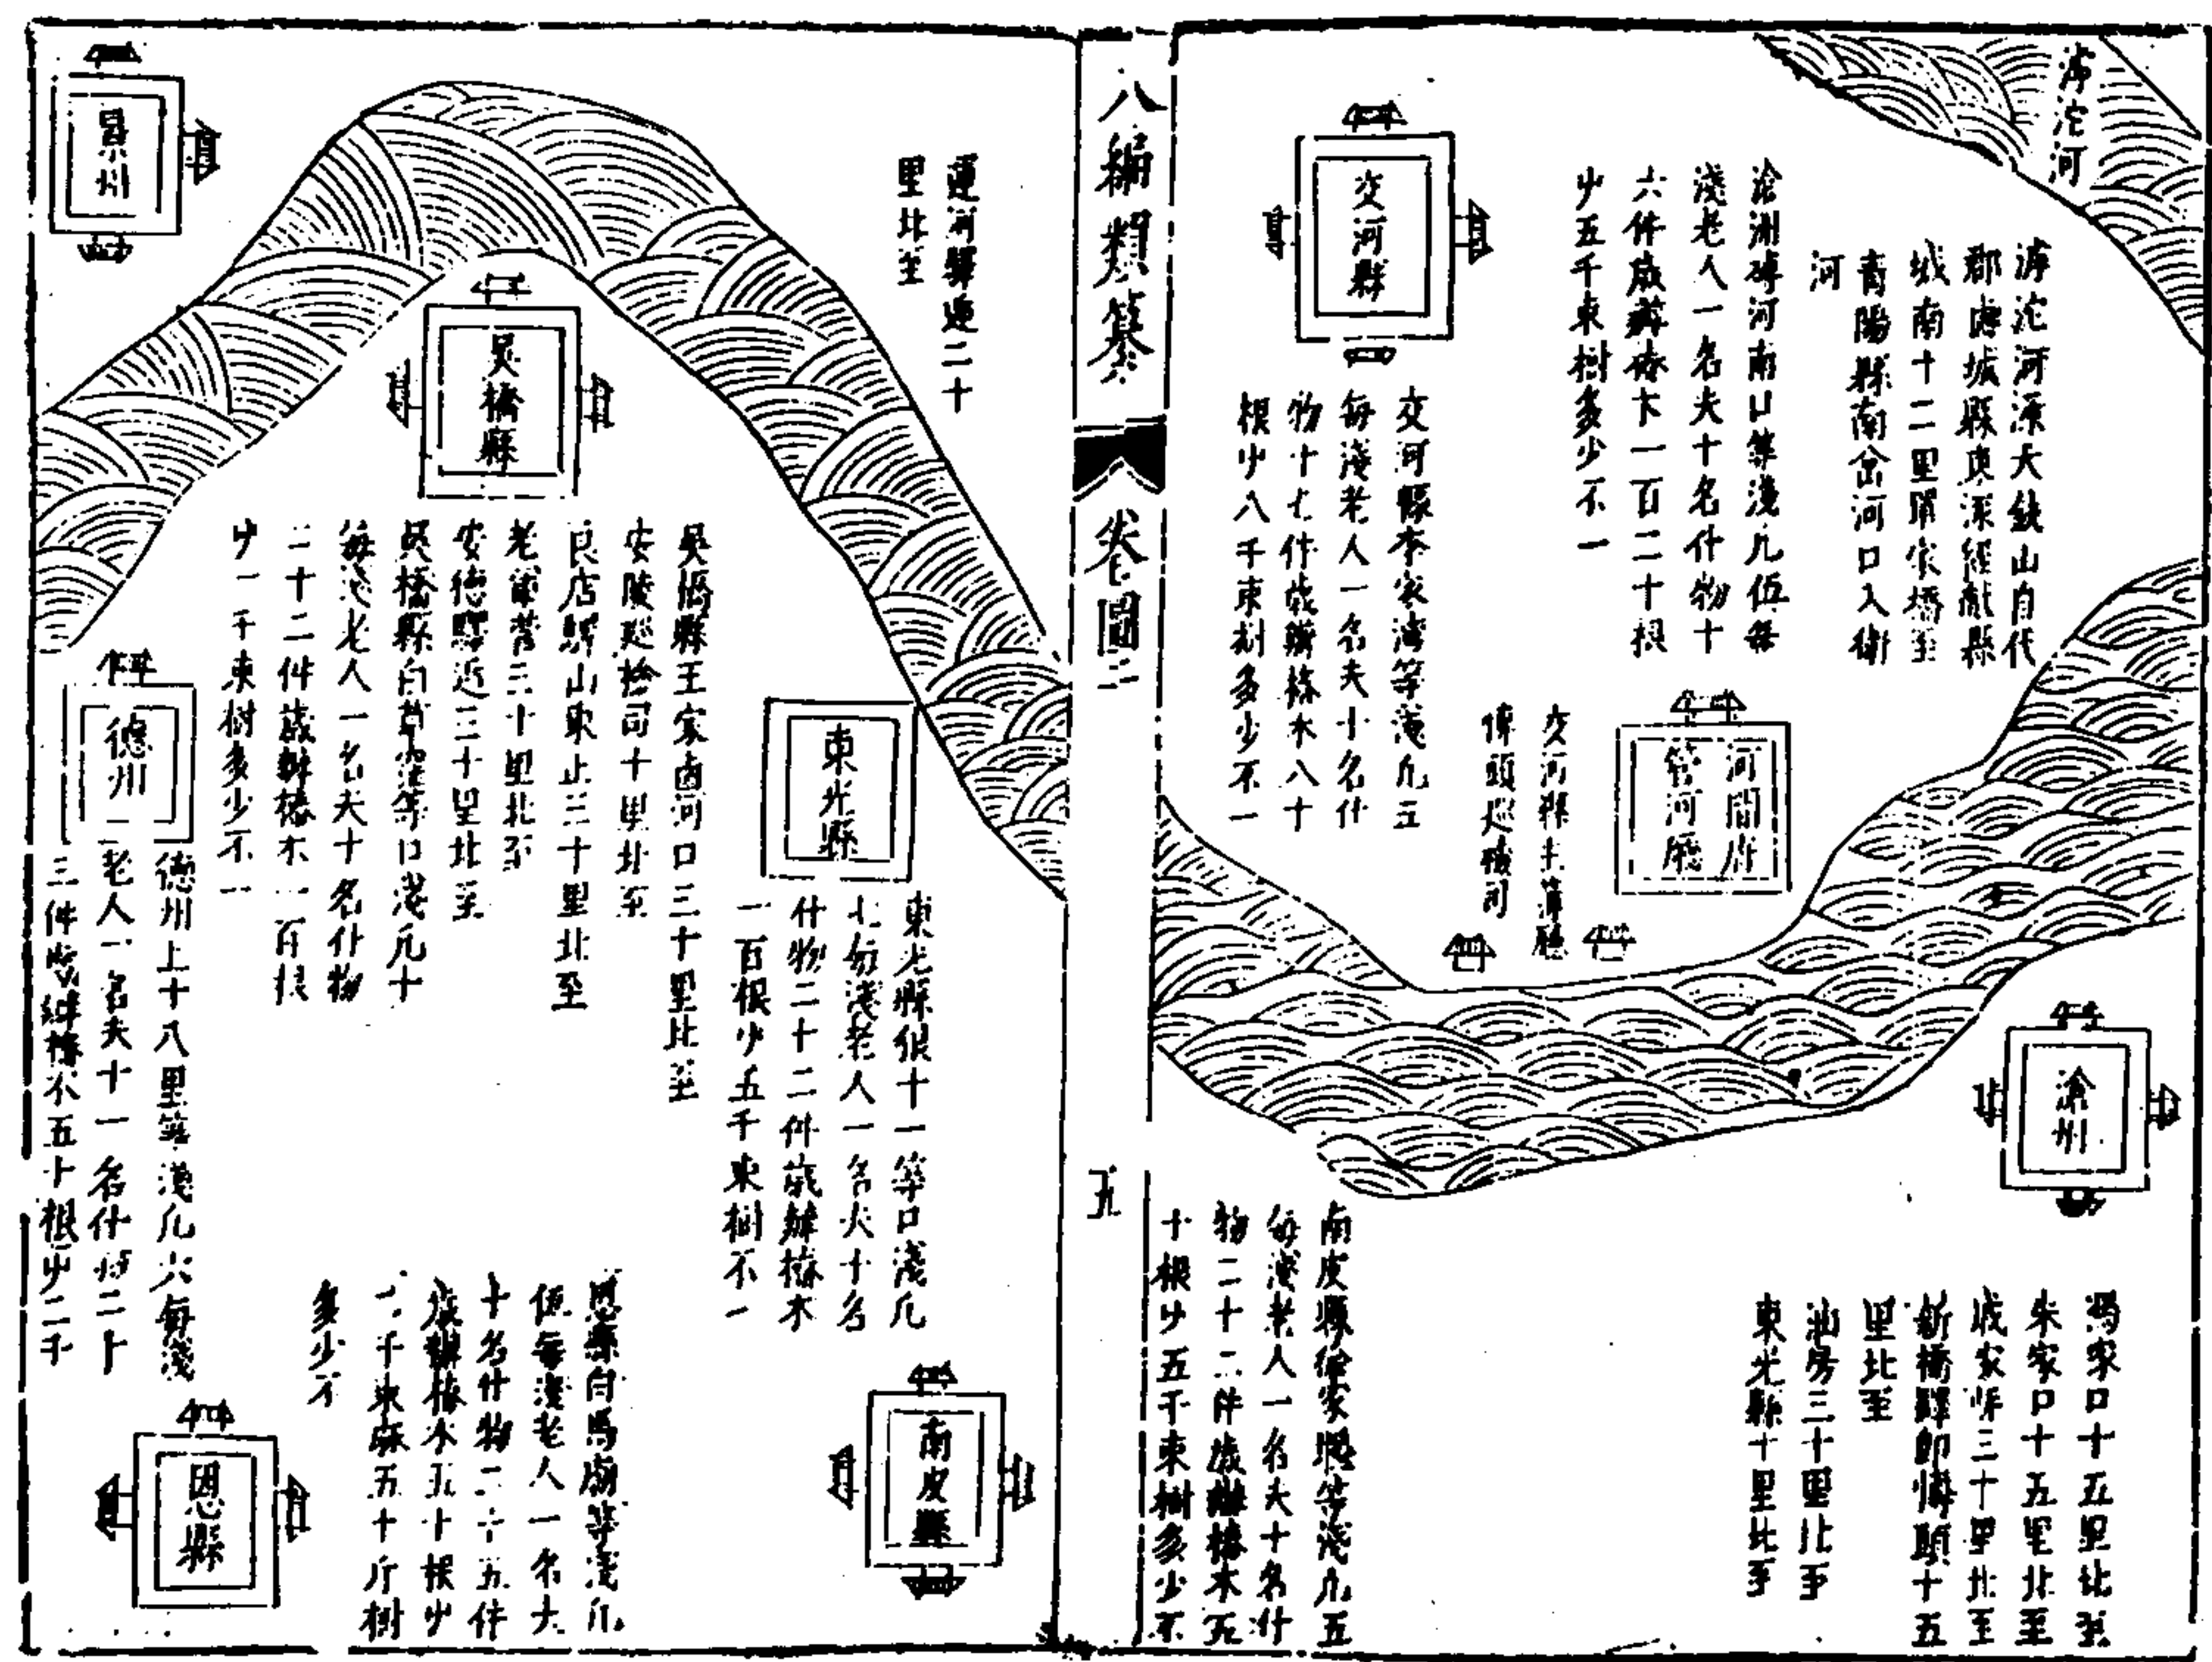 滹沱河
滹沱河源大鈌山自代
郡鹵城縣東流經献縣
城南十二里單家橋至
青陽縣南岔河口入衛
河
滄洲磚河南口等淺凡伍每
淺老人一名夫十名什物十
六件歲辦椿木一百二十根
少五千束樹多少不一
交河縣
交河縣李家灣等淺凡五
每淺老人一名夫十名什
物十七件歲辦樁木八十
根少八千束樹多少不一
河間府
管河廳
交河縣主簿廳
博頭廵檢司
滄州
馮家口十五里北至
朱家口十五里北至
戚家呀三十里北至
新橋驛即慱頭十五
里北至
油房三十里北至
東光縣十里北至
南皮縣徐家堰等淺凡五
每淺老人一名夫十名什
物二十二件歲辦樁木五
十根少五千束樹多少不
八編類纂
卷圖二
五
運河驛運二十
里北至
吳橋縣
景州
東光縣
吳橋縣王家鹵河口三十里北至
安陵廵檢司十里北至
良店驛山東止三十里北至
老軍營三十里北至
安德驛近三十里北至
吳橋縣白草窪等口淺凡十
每淺老人一名夫十名什物
二十二件歲辦樁木一百根
少一千束樹多少不一
東光縣狼十一等口淺凡
七每淺老人一名夫十名
什物二十二件歲辦樁木
一百根少五千束樹不一
德州
德州上十八里等淺凡六每淺
老人一名夫十一名什物二十
三件歲辦樁木五十根少二千
南皮縣
恩縣白馬廟等淺凡
伍每淺老人一名夫
十名什物二十五件
歲辦樁木五十根少
一千束麻五十斤樹
多少不
恩縣